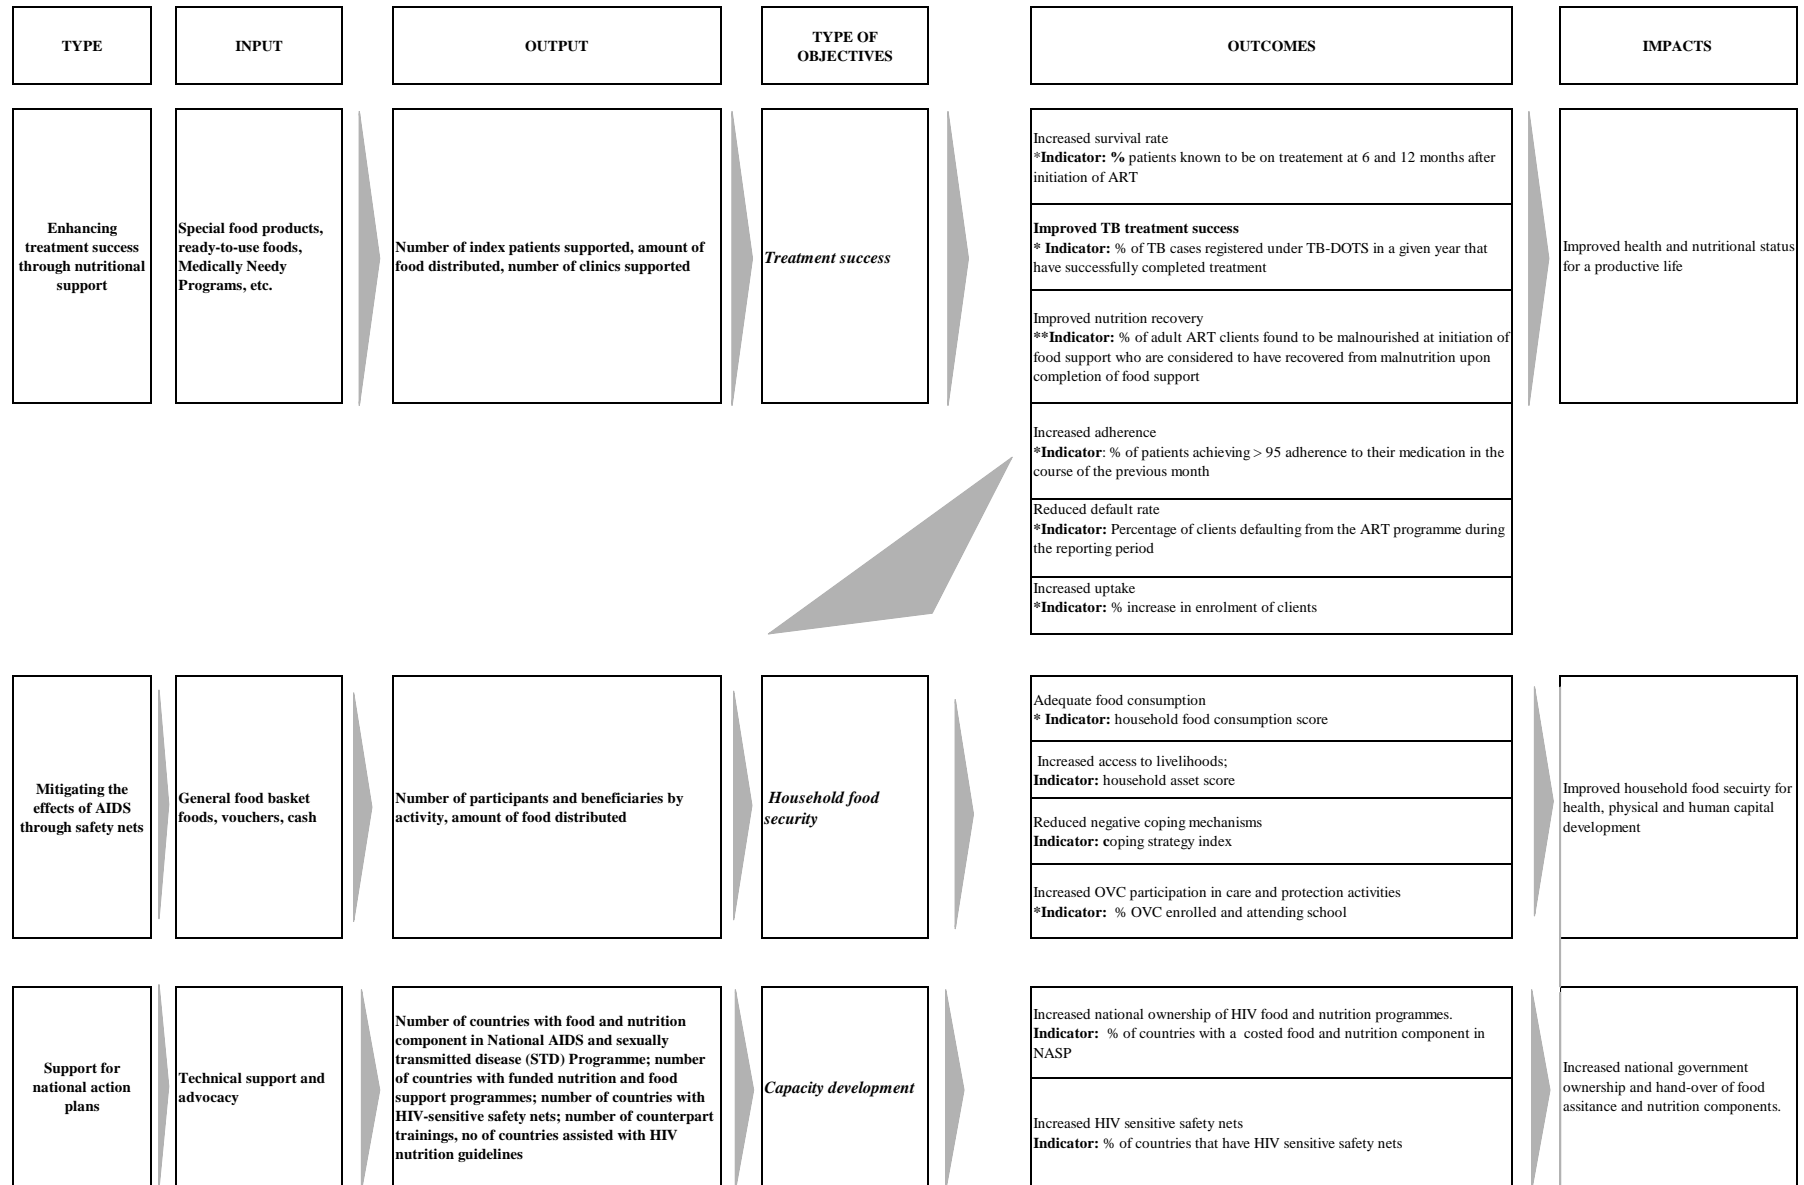 TYPE
INPUT
OUTPUT
TYPE OF
OBJECTIVES
OUTCOMES
IMPACTS
Enhancing
treatment success
through nutritional
support
Special food products,
ready-to-use foods,
Medically Needy
Programs, etc.
Number of index patients supported, amount of
food distributed, number of clinics supported
Treatment success
Increased survival rate
*Indicator: % patients known to be on treatement at 6 and 12 months after
initiation of ART
Improved TB treatment success
* Indicator: % of TB cases registered under TB-DOTS in a given year that
have successfully completed treatment
Improved nutrition recovery
**Indicator: % of adult ART clients found to be malnourished at initiation of
food support who are considered to have recovered from malnutrition upon
completion of food support
Increased adherence
*Indicator: % of patients achieving > 95 adherence to their medication in the
course of the previous month
Reduced default rate
*Indicator: Percentage of clients defaulting from the ART programme during
the reporting period
Increased uptake
*Indicator: % increase in enrolment of clients
Improved health and nutritional status
for a productive life
Mitigating the
effects of AIDS
through safety nets
General food basket
foods, vouchers, cash
Number of participants and beneficiaries by
activity, amount of food distributed
Household food
security
Adequate food consumption
* Indicator: household food consumption score
Increased access to livelihoods;
Indicator: household asset score
Reduced negative coping mechanisms
Indicator: coping strategy index
Increased OVC participation in care and protection activities
*Indicator: % OVC enrolled and attending school
Improved household food secuirty for
health, physical and human capital
development
Support for
national action
plans
Technical support and
advocacy
Number of countries with food and nutrition
component in National AIDS and sexually
transmitted disease (STD) Programme; number
of countries with funded nutrition and food
support programmes; number of countries with
HIV-sensitive safety nets; number of counterpart
trainings, no of countries assisted with HIV
nutrition guidelines
Capacity development
Increased national ownership of HIV food and nutrition programmes.
Indicator: % of countries with a costed food and nutrition component in
NASP
Increased HIV sensitive safety nets
Indicator: % of countries that have HIV sensitive safety nets
Increased national government
ownership and hand-over of food
assitance and nutrition components.